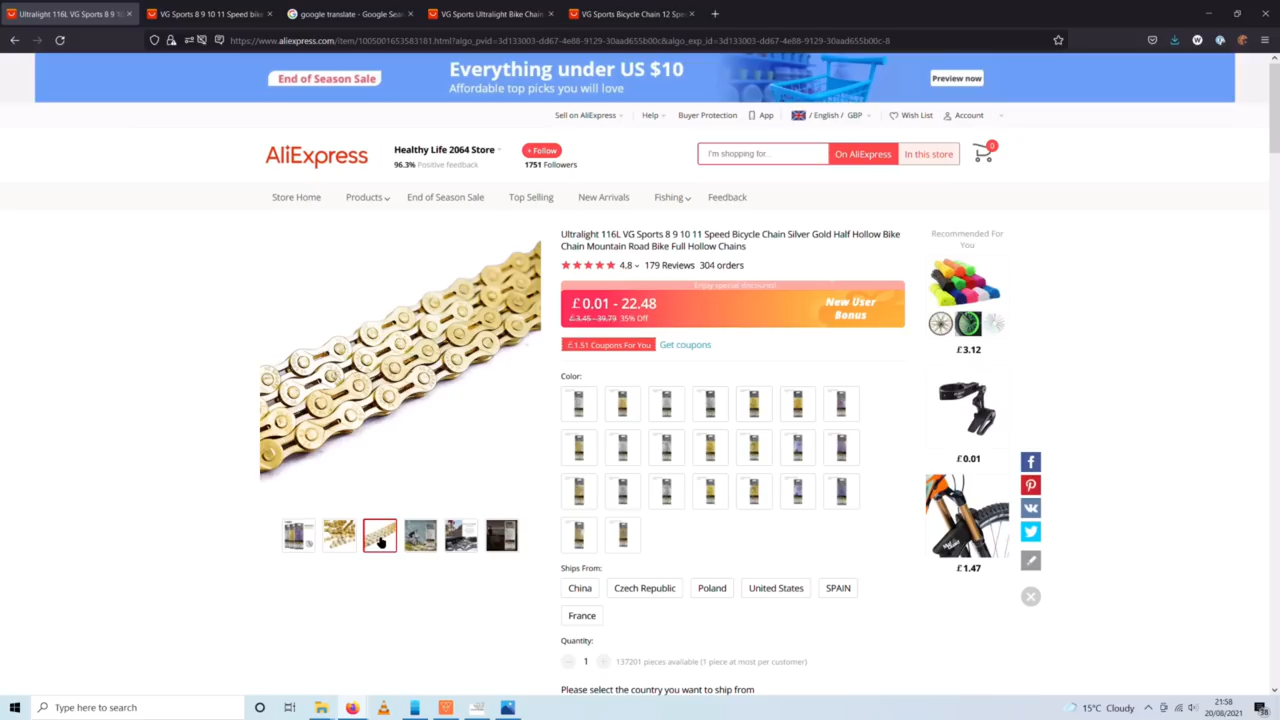 Ultralight 116L VG Sports 8 9 10
VG Sports 8 9 10 11 Speed bike
google translate - Google Sea
VG Sports Ultralight Bike Chain
VG Sports Bicycle Chain 12 Spe
https://www.aliexpress.com/item/1005001653583181.html?algo_pvid=3d133003-dd67-4e88-9129-30aad655b00c&algo_exp_id=3d133003-dd67-4e88-9129-30aad655b00c-8
End of Season Sale
Everything under US $10
Affordable top picks you will love
Preview now
Sell on AliExpress
Help
Buyer Protection
App
/ English / GBP
Wish List
Account
AliExpress
Healthy Life 2064 Store
96.3% Positive feedback
+ Follow
1751 Followers
I'm shopping for...
On AliExpress
In this store
0
Store Home
Products
End of Season Sale
Top Selling
New Arrivals
Fishing
Feedback
Ultralight 116L VG Sports 8 9 10 11 Speed Bicycle Chain Silver Gold Half Hollow Bike
Chain Mountain Road Bike Full Hollow Chains
4.8
179 Reviews
304 orders
Enjoy special discounts!
£ 0.01 - 22.48
£ 3.45 - 39.79 35% Off
New User
Bonus
£ 1.51 Coupons For You
Get coupons
Color:
Ships From:
China
Czech Republic
Poland
United States
SPAIN
France
Quantity:
1
137201 pieces available (1 piece at most per customer)
Please select the country you want to ship from
Recommended For
You
£ 3.12
£ 0.01
£ 1.47
Type here to search
15°C Cloudy
21:58
20/08/2021
38